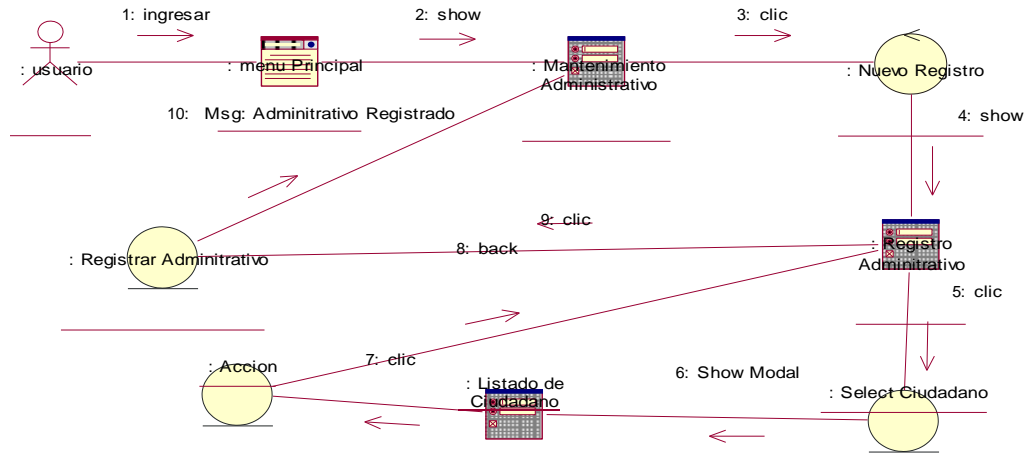 1: ingresar
2: show
3: clic
: usuario
: menu Principal
: Mantenimiento
Administrativo
: Nuevo Registro
10: Msg: Adminitrativo Registrado
4: show
9: clic
8: back
: Registrar Adminitrativo
: Registro
Adminitrativo
5: clic
7: clic
: Accion
6: Show Modal
: Listado de
Ciudadano
: Select Ciudadano